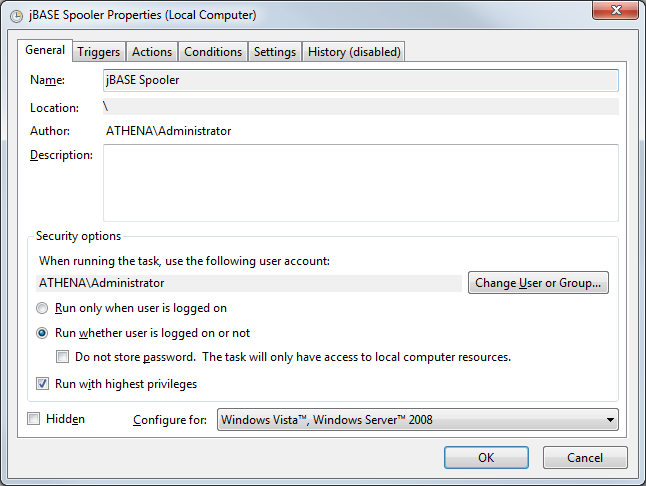 jBASE Spooler Properties (Local Computer)
General Triggers Actions Conditions Settings History (disabled)
Name: jBASE Spooler
Location: \
Author: ATHENA\Administrator
Description:
Security options
When running the task, use the following user account:
ATHENA\Administrator Change User or Group...
Run only when user is logged on
Run whether user is logged on or not
Do not store password. The task will only have access to local computer resources.
Run with highest privileges
Hidden Configure for: Windows Vista™, Windows Server™ 2008
OK Cancel